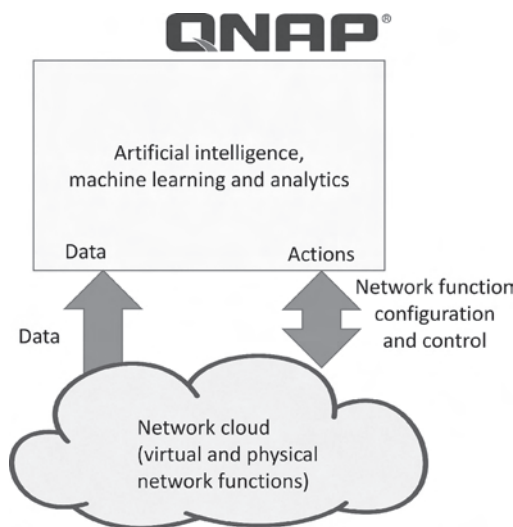 QNAP®
Artificial intelligence,
machine learning and analytics
Data
Actions
Network function
configuration
and control
Data
Network cloud
(virtual and physical
network functions)